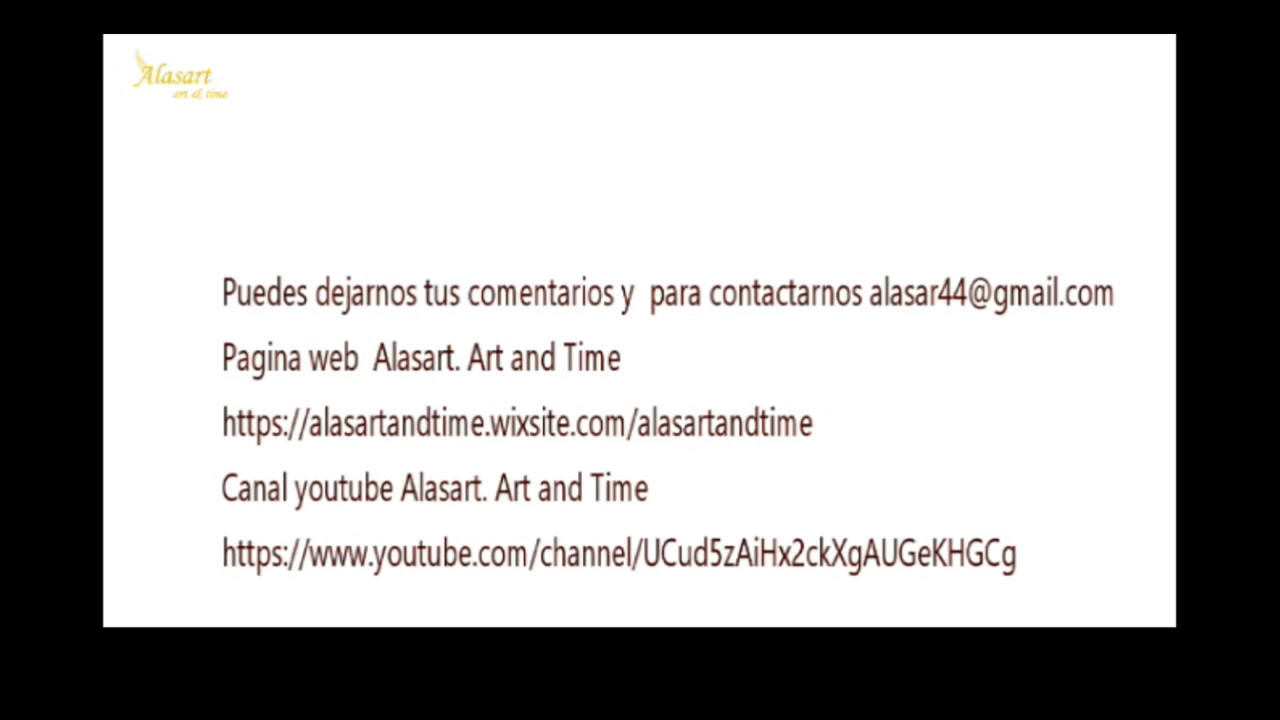 Alasart
art & time
Puedes dejarnos tus comentarios y para contactarnos alasar44@gmail.com
Pagina web Alasart. Art and Time
https://alasartandtime.wixsite.com/alasartandtime
Canal youtube Alasart. Art and Time
https://www.youtube.com/channel/UCud5zAiHx2ckXgAUGeKHGCg